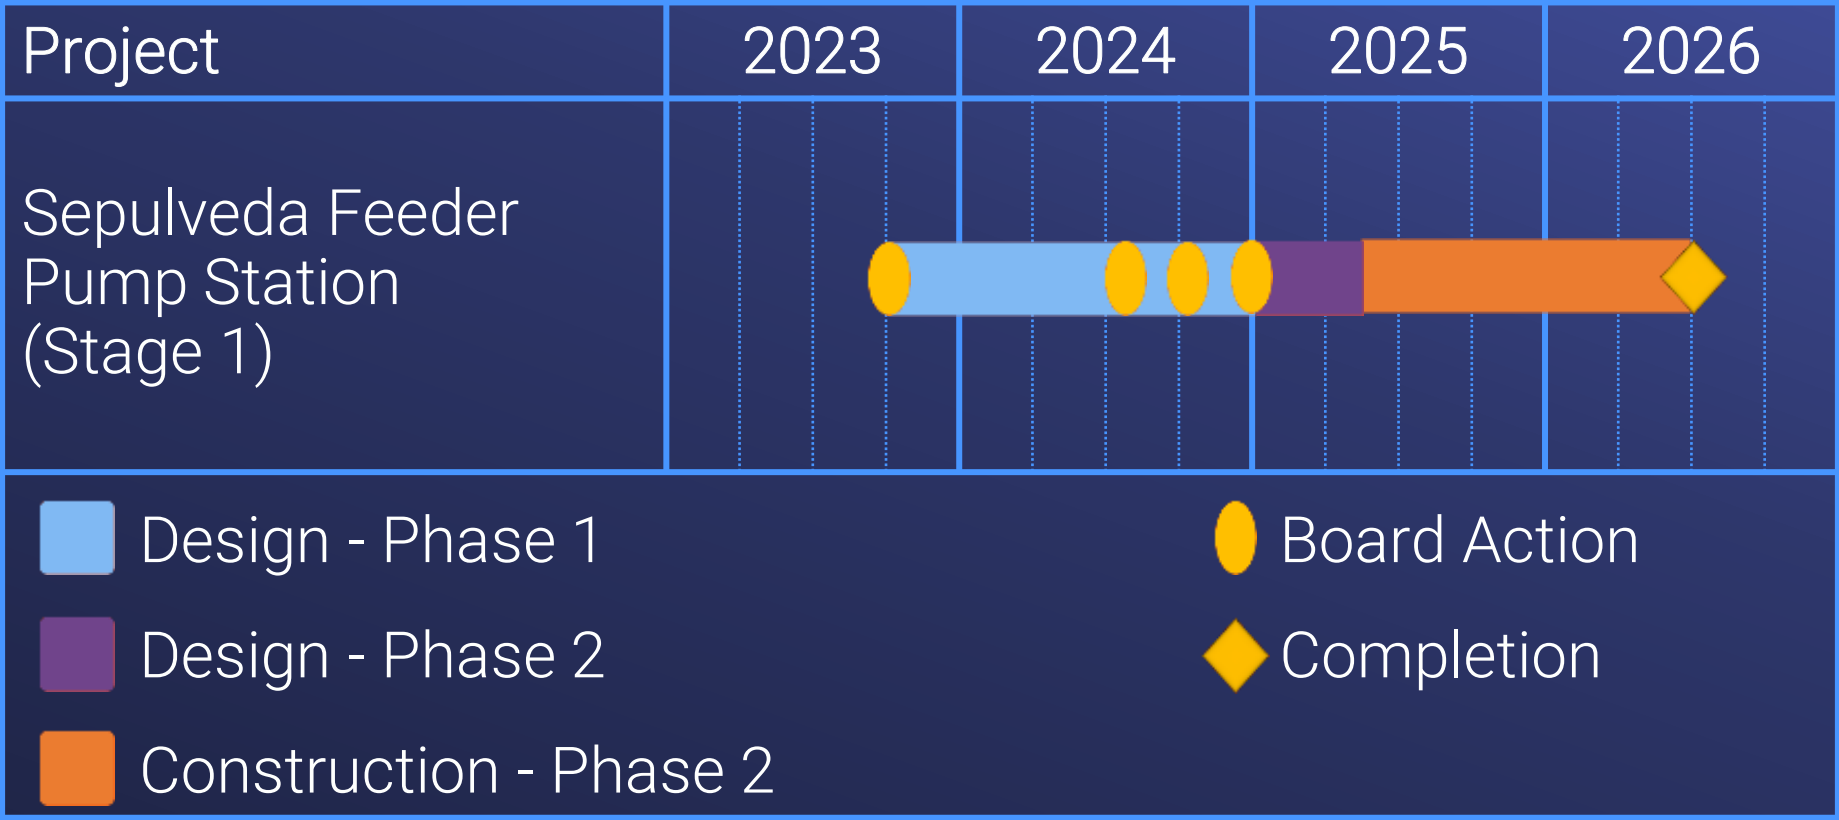 Project
2023
2024
2025
2026
Sepulveda Feeder
Pump Station
(Stage 1)
Design - Phase 1
Board Action
Design - Phase 2
Completion
Construction - Phase 2